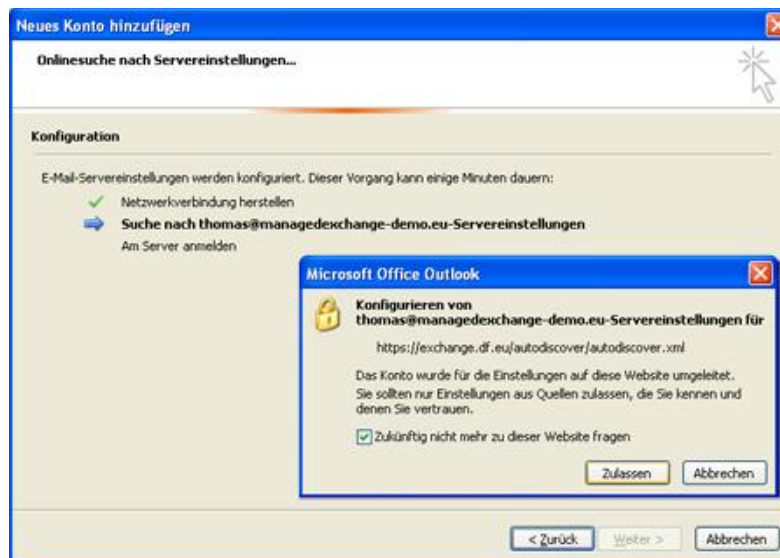 Neues Konto hinzufügen
Onlinesuche nach Servereinstellungen...
Konfiguration
E-Mail-Servereinstellungen werden konfiguriert. Dieser Vorgang kann einige Minuten dauern:
Netzwerkverbindung herstellen
Suche nach thomas@managedexchange-demo.eu-Servereinstellungen
Am Server anmelden
Microsoft Office Outlook
Konfigurieren von
thomas@managedexchange-demo.eu-Servereinstellungen für
https://exchange.df.eu/autodiscover/autodiscover.xml
Das Konto wurde für die Einstellungen auf diese Website umgeleitet.
Sie sollten nur Einstellungen aus Quellen zulassen, die Sie kennen und
denen Sie vertrauen.
Zukünftig nicht mehr zu dieser Website fragen
Zulassen
Abbrechen
< Zurück
Weiter >
Abbrechen